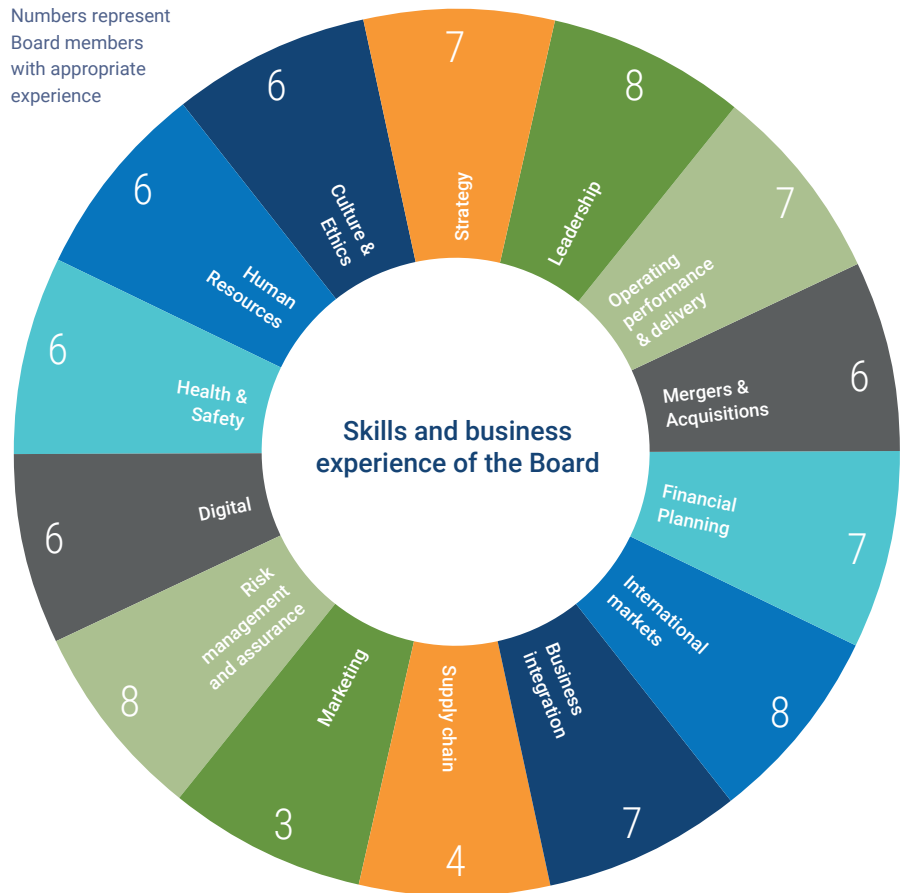 Numbers represent
Board members
with appropriate
experience
Skills and business
experience of the Board
7
Strategy
8
Leadership
7
Operating
performance
& delivery
6
Mergers &
Acquisitions
7
Financial
Planning
8
International
markets
7
Business
integration
4
Supply chain
3
Marketing
8
Risk
management
and assurance
6
Digital
6
Health &
Safety
6
Human
Resources
6
Culture &
Ethics